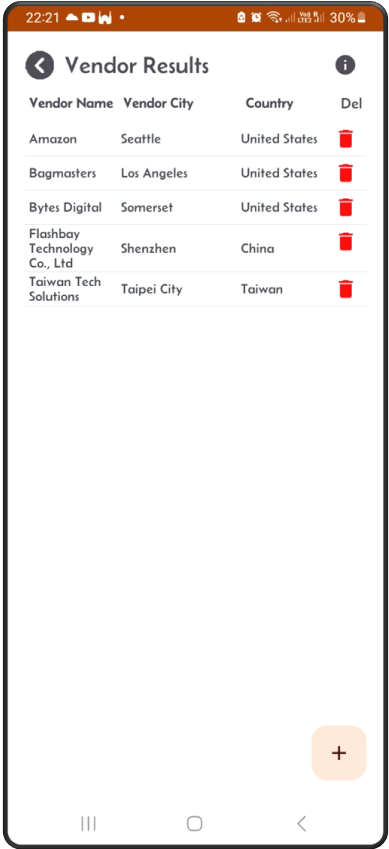 22:21 30%
Vendor Results
Vendor Name Vendor City Country Del
Amazon Seattle United States
Bagmasters Los Angeles United States
Bytes Digital Somerset United States
Flashbay
Technology
Co., Ltd
Shenzhen China
Taiwan Tech
Solutions
Taipei City Taiwan
+